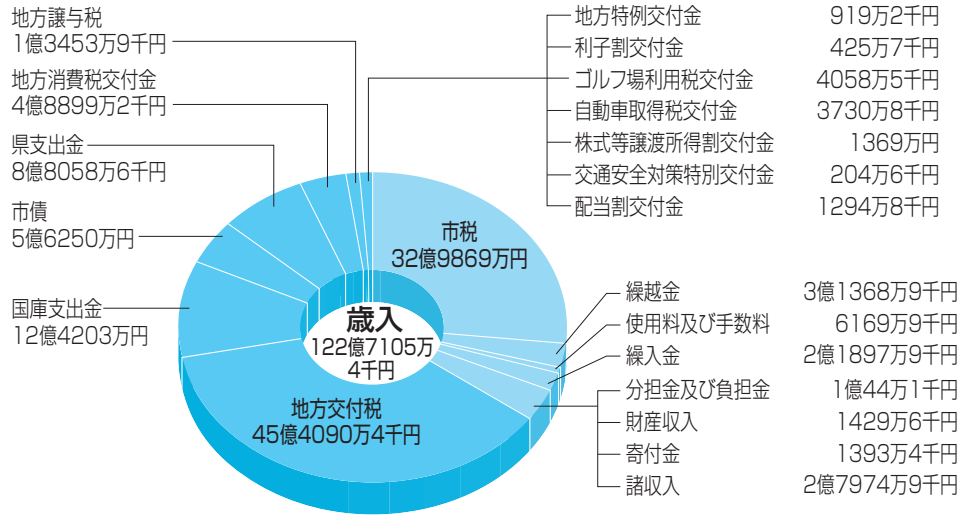 地方譲与税
1億3453万9千円
地方消費税交付金
4億8899万2千円
県支出金
8億8058万6千円
市債
5億6250万円
国庫支出金
12億4203万円
地方特例交付金 919万2千円
利子割交付金 425万7千円
ゴルフ場利用税交付金 4058万5千円
自動車取得税交付金 3730万8千円
株式等譲渡所得割交付金 1369万円
交通安全対策特別交付金 204万6千円
配当割交付金 1294万8千円
市税
32億9869万円
歳入
122億7105万
4千円
地方交付税
45億4090万4千円
繰越金 3億1368万9千円
使用料及び手数料 6169万9千円
繰入金 2億1897万9千円
分担金及び負担金 1億44万1千円
財産収入 1429万6千円
寄付金 1393万4千円
諸収入 2億7974万9千円